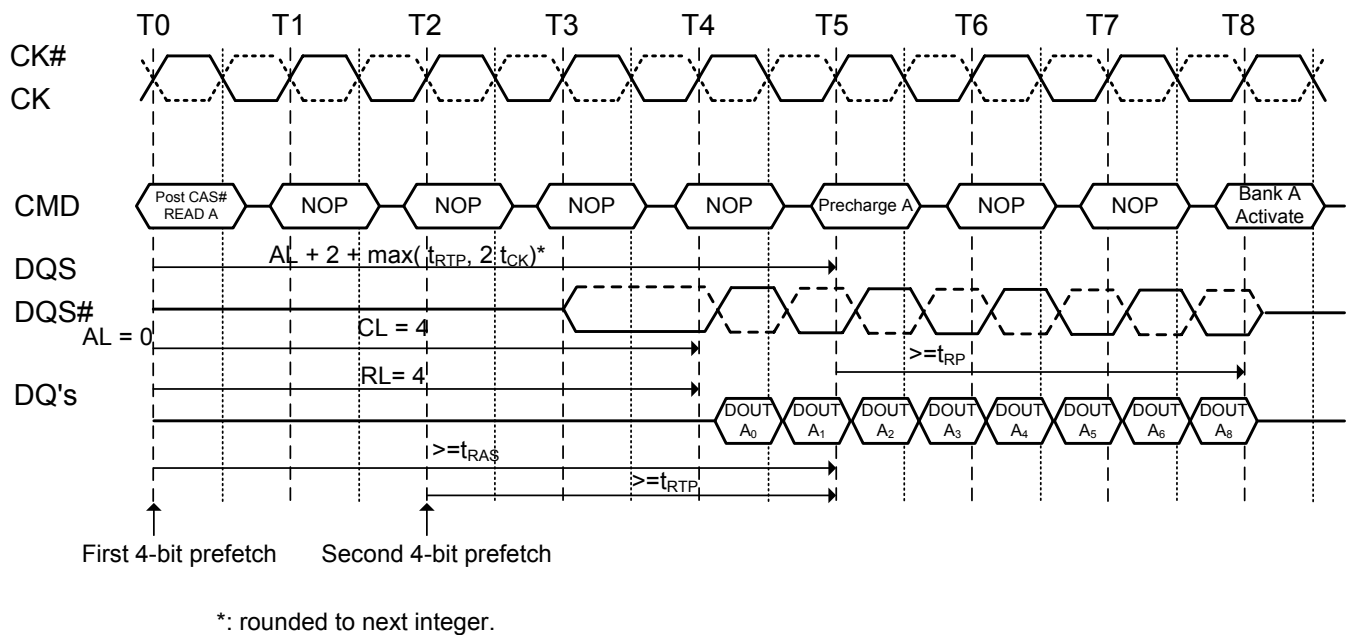 T0 T1 T2 T3 T4 T5 T6 T7 T8
CK#
CK
CMD
Post CAS#
READ A
NOP
NOP
NOP
NOP
Precharge A
NOP
NOP
Bank A
Activate
AL + 2 + max( tRTP, 2 tCK)*
DQS
DQS#
AL = 0
CL = 4
>=tRP
RL= 4
DQ's
DOUT
A0
DOUT
A1
DOUT
A2
DOUT
A3
DOUT
A4
DOUT
A5
DOUT
A6
DOUT
A8
>=tRAS
>=tRTP
First 4-bit prefetch
Second 4-bit prefetch
*: rounded to next integer.